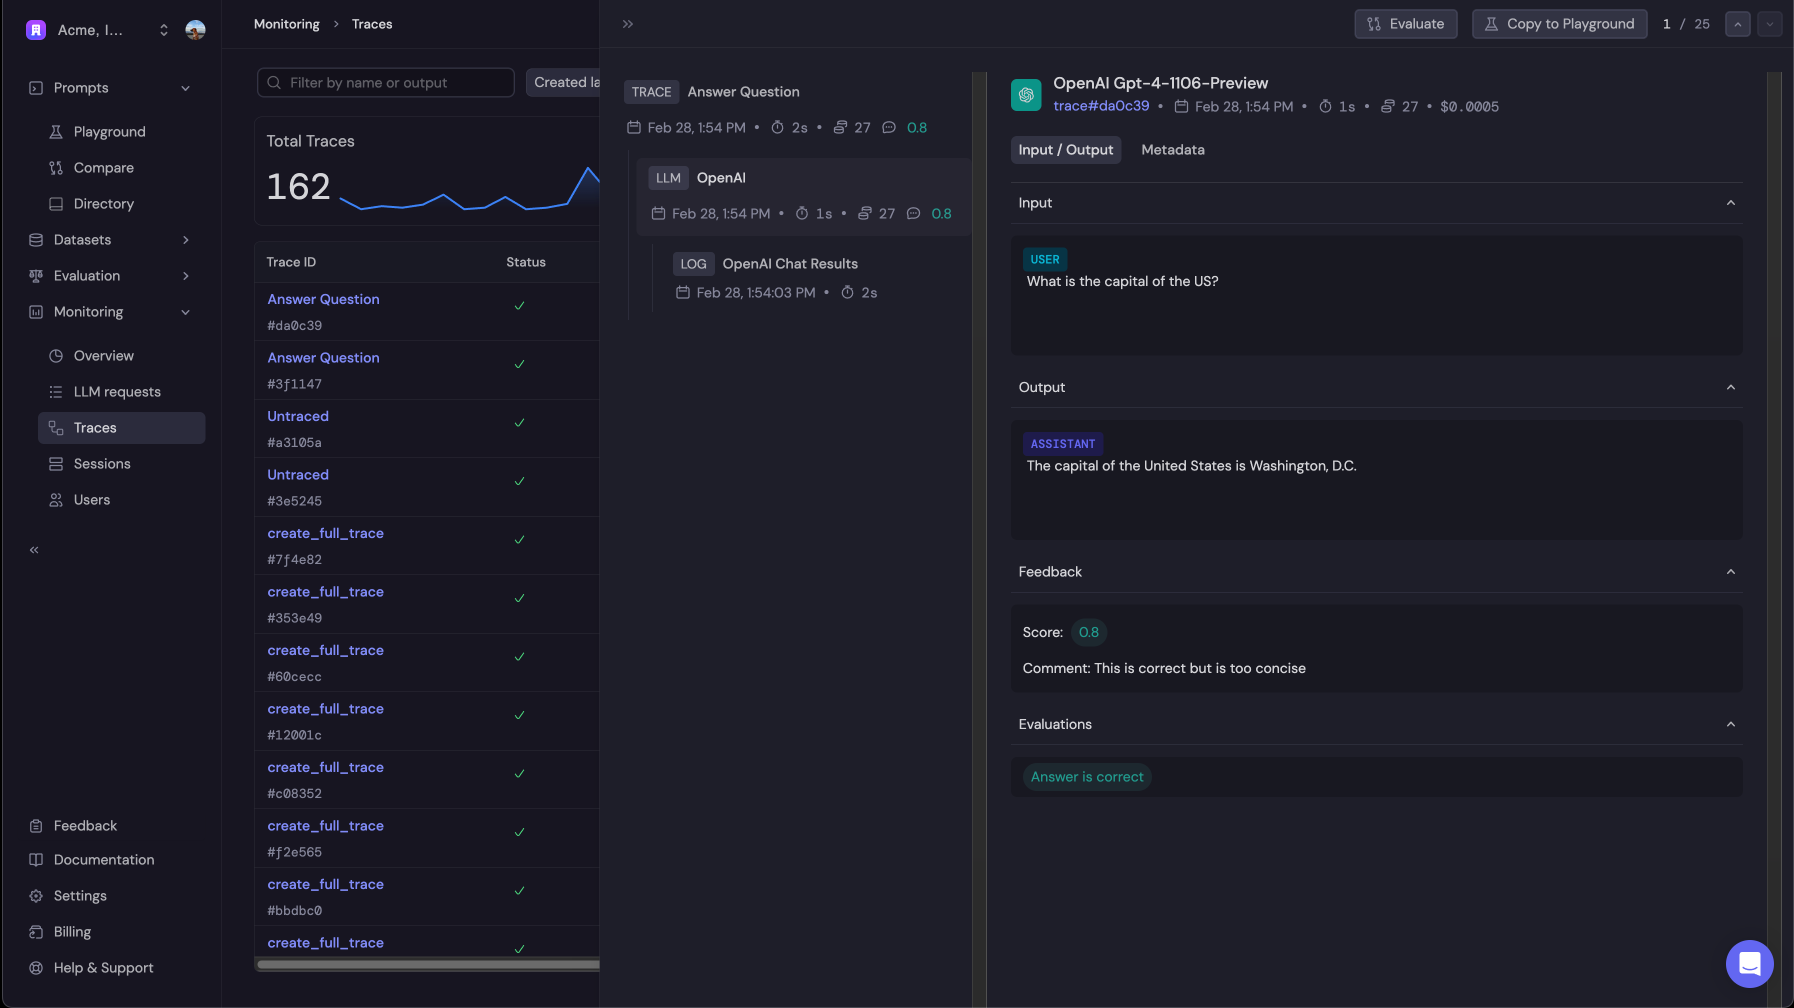 Acme, I...
Prompts
Playground
Compare
Directory
Datasets
Evaluation
Monitoring
Overview
LLM requests
Traces
Sessions
Users
Feedback
Documentation
Settings
Billing
Help & Support
Monitoring > Traces
Filter by name or output
Created la
Total Traces
162
Trace ID Status
Answer Question
#da0c39
Answer Question
#3f1147
Untraced
#a3105a
Untraced
#3e5245
create_full_trace
#7f4e82
create_full_trace
#353e49
create_full_trace
#60cecc
create_full_trace
#12001c
create_full_trace
#c08352
create_full_trace
#f2e565
create_full_trace
#bbdbc0
create_full_trace
Evaluate
Copy to Playground
1 / 25
TRACE Answer Question
Feb 28, 1:54 PM • 2s • 27 0.8
LLM OpenAI
Feb 28, 1:54 PM • 1s • 27 0.8
LOG OpenAI Chat Results
Feb 28, 1:54:03 PM • 2s
OpenAI Gpt-4-1106-Preview
trace#da0c39 • Feb 28, 1:54 PM • 1s • 27 • $0.0005
Input / Output Metadata
Input
USER
What is the capital of the US?
Output
ASSISTANT
The capital of the United States is Washington, D.C.
Feedback
Score: 0.8
Comment: This is correct but is too concise
Evaluations
Answer is correct